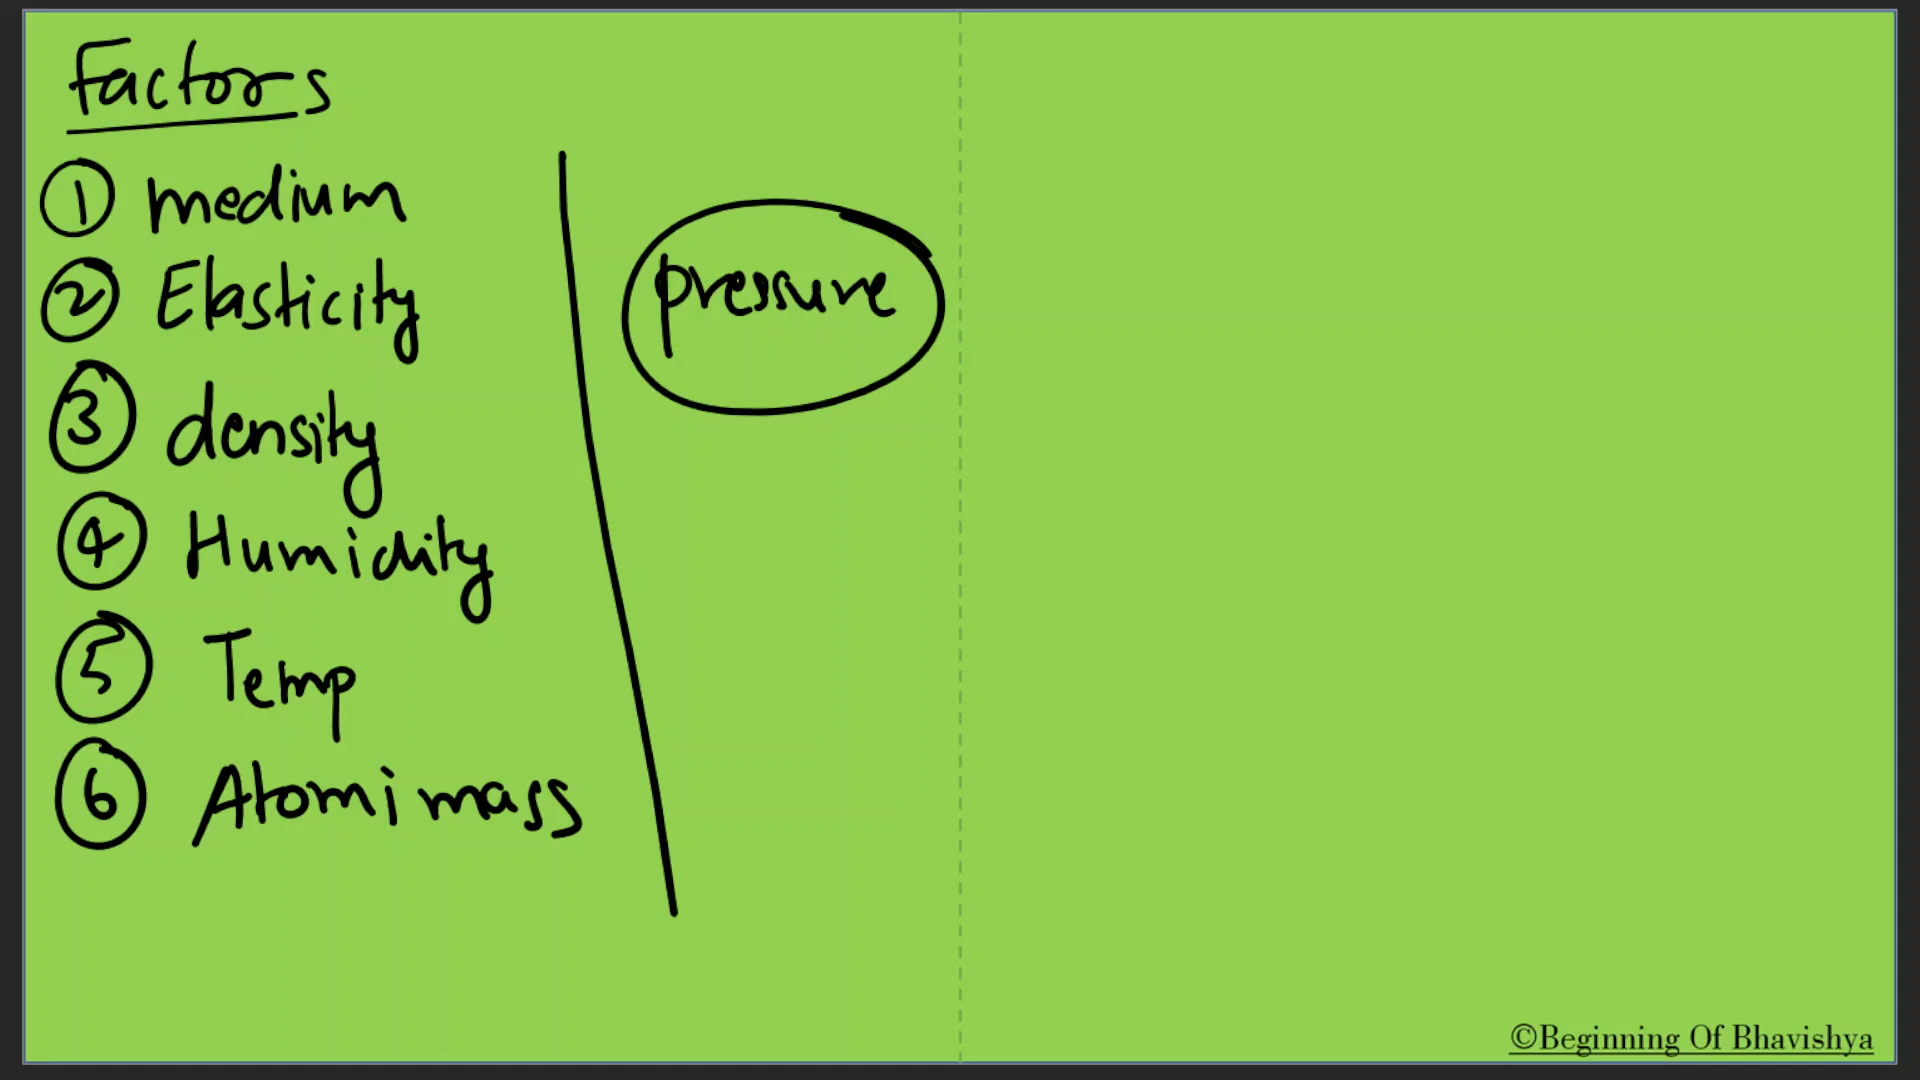 Factors
1 medium
2 Elasticity
3 density
4 Humidity
5 Temp
6 Atomi mass
pressure
©Beginning Of Bhavishya